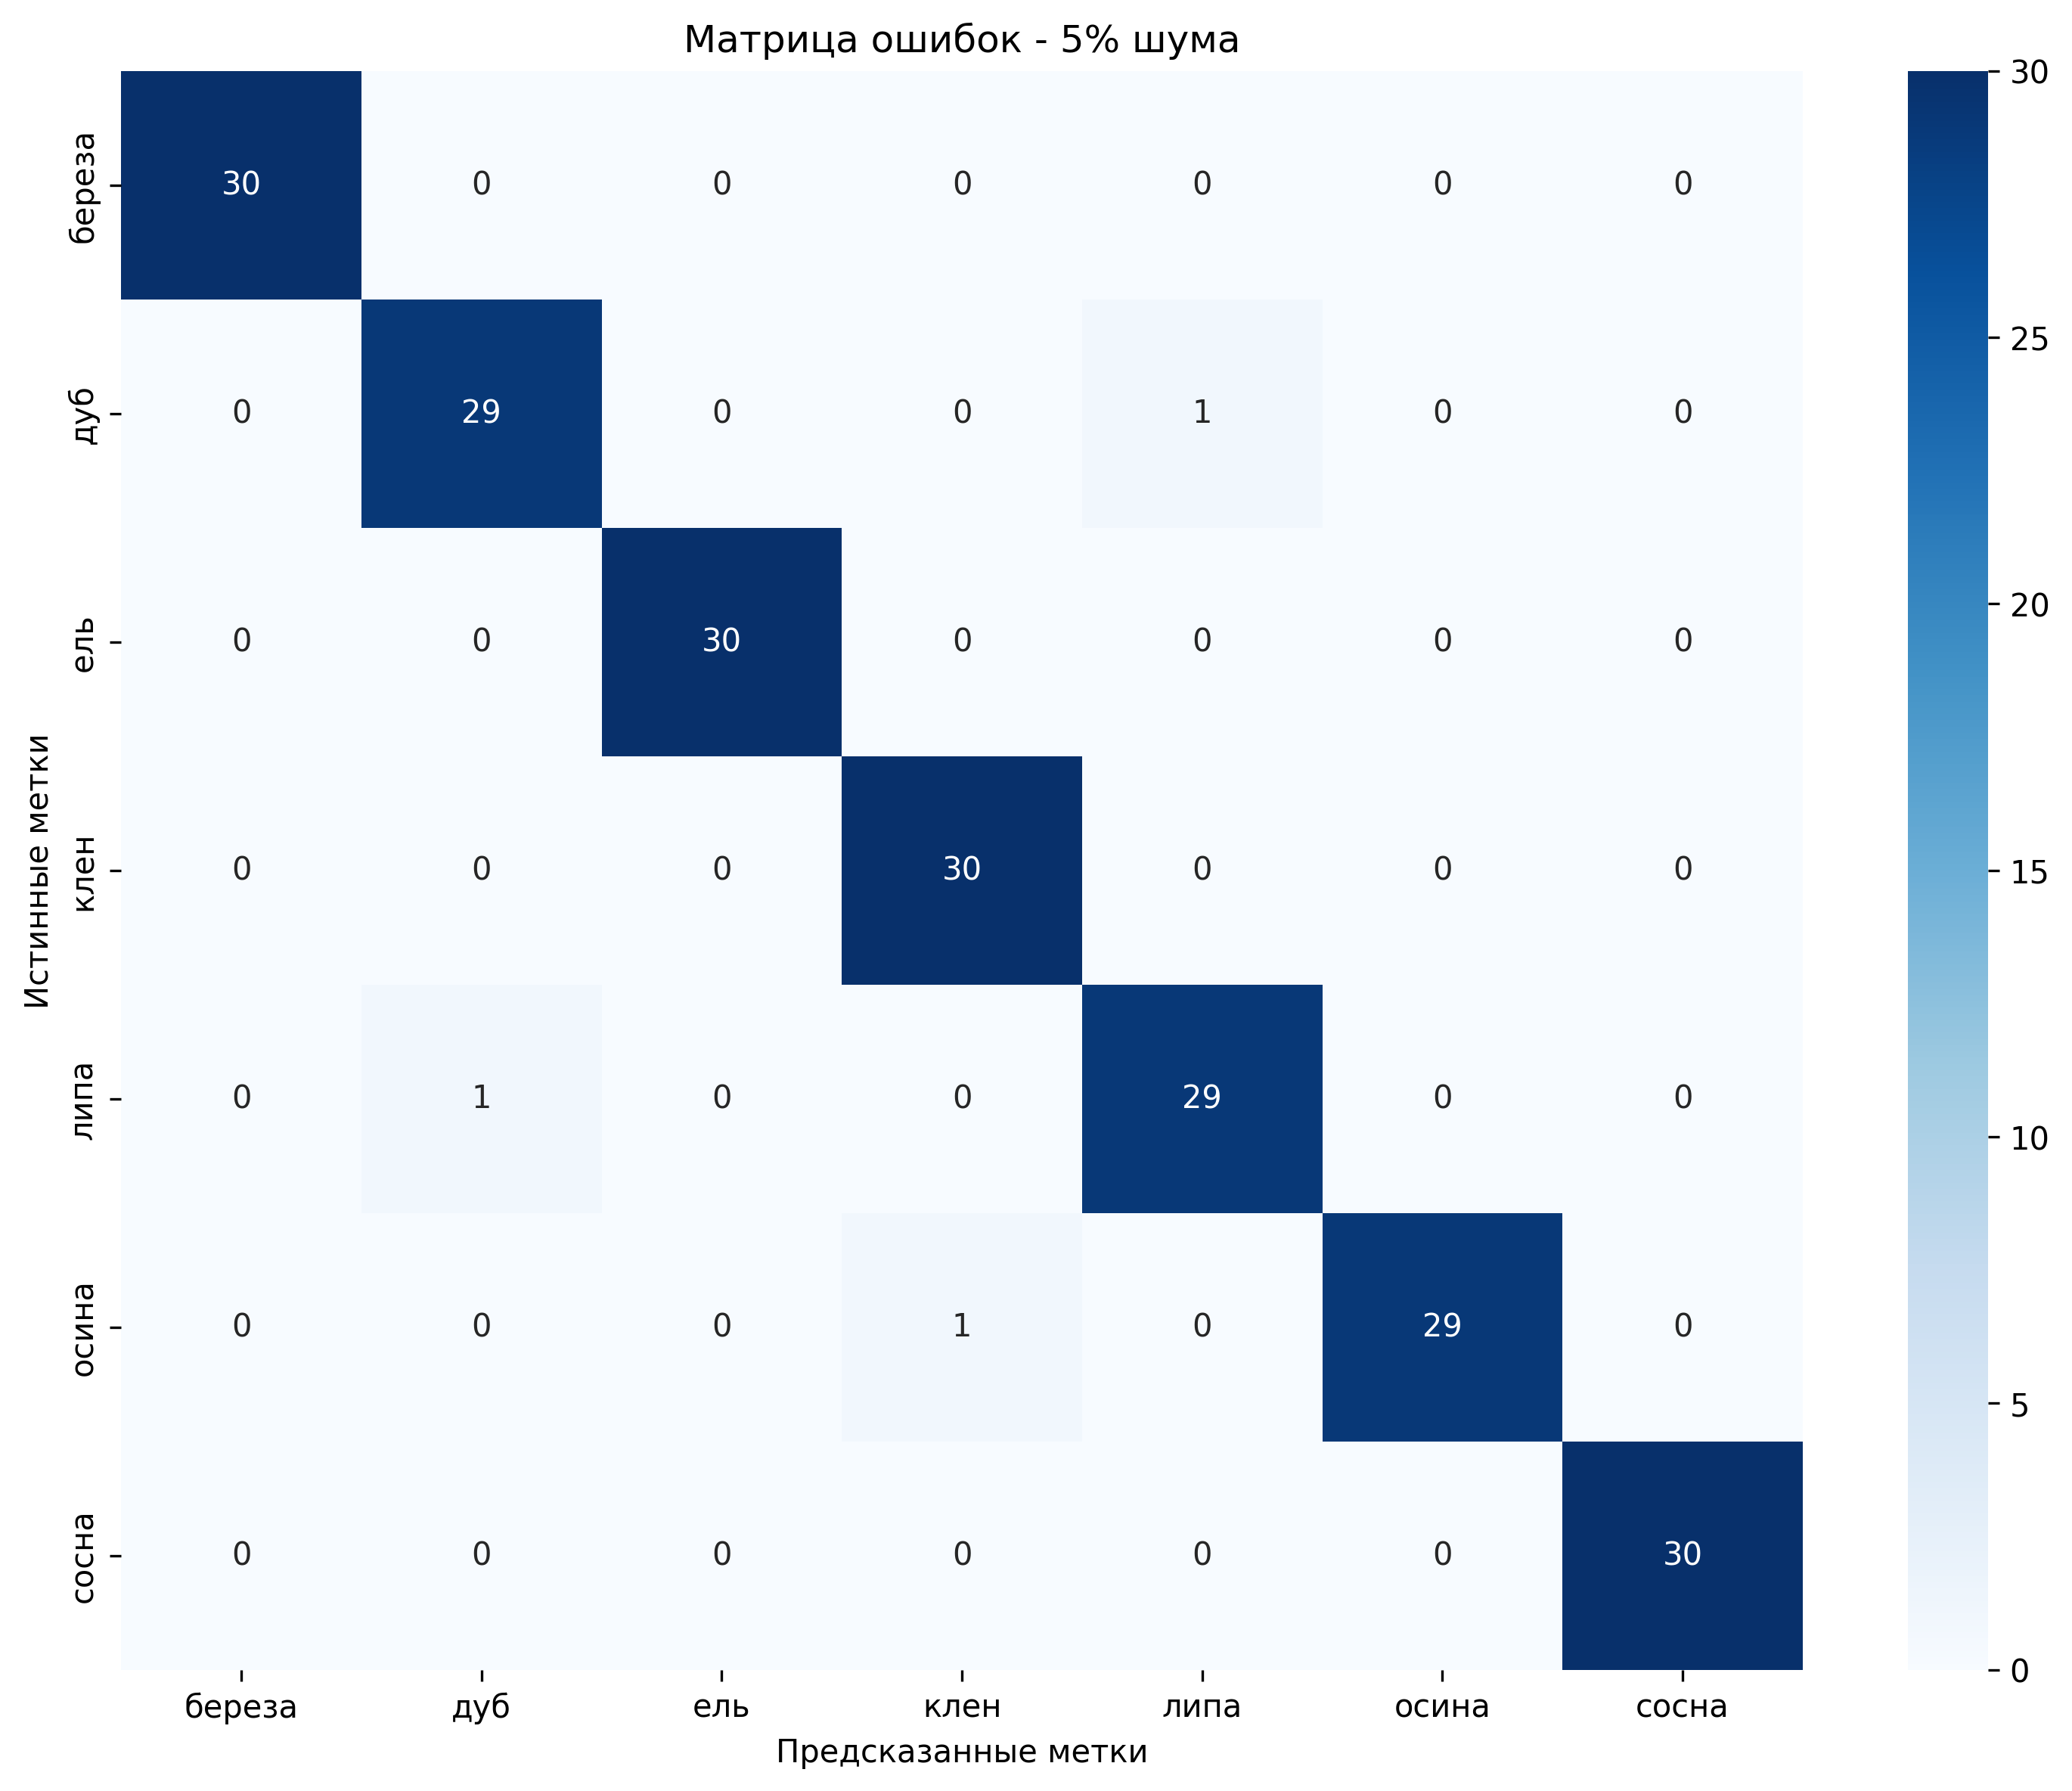 Матрица ошибок - 5% шума
Истинные метки
береза 30 0 0 0 0 0 0
дуб 0 29 0 0 1 0 0
ель 0 0 30 0 0 0 0
клен 0 0 0 30 0 0 0
липа 0 1 0 0 29 0 0
осина 0 0 0 1 0 29 0
сосна 0 0 0 0 0 0 30
береза дуб ель клен липа осина сосна
Предсказанные метки
30
25
20
15
10
5
0